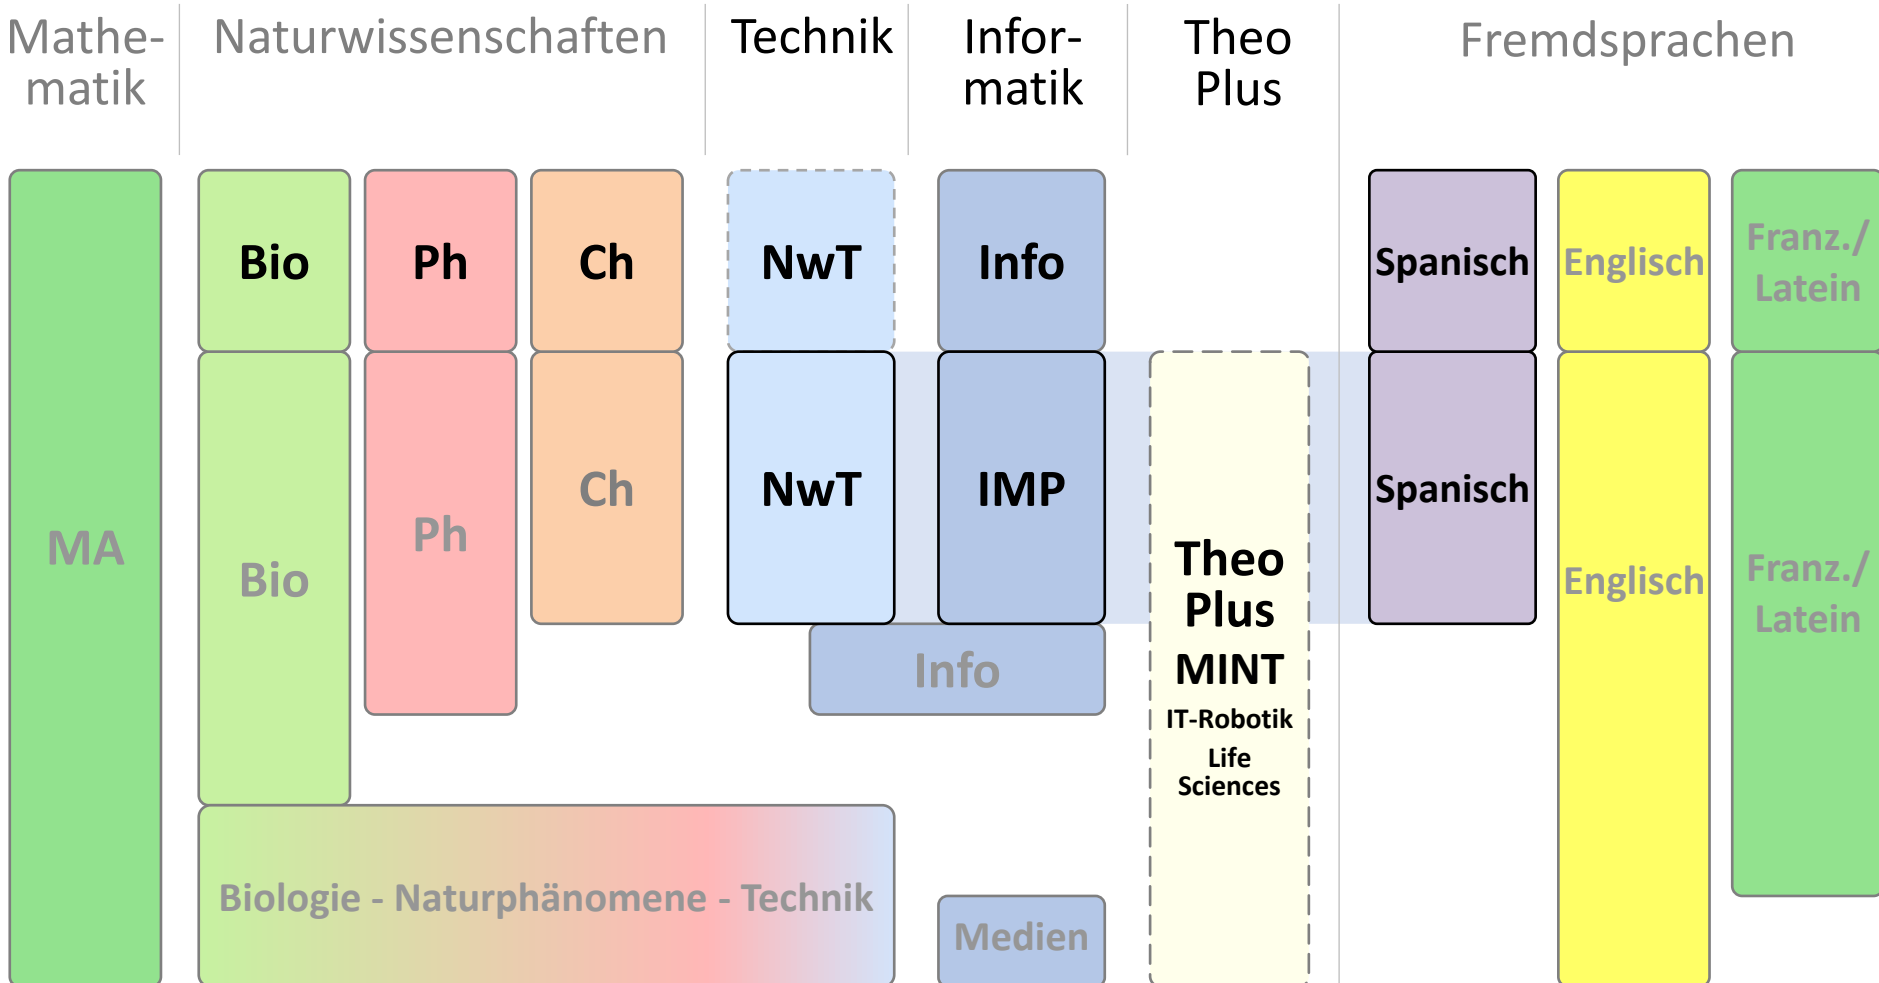 Mathe-
matik
Naturwissenschaften
Technik
Infor-
matik
Theo
Plus
Fremdsprachen
Bio
Ph
Ch
NwT
Info
Spanisch
Englisch
Franz./
Latein
MA
Bio
Ph
Ch
NwT
IMP
Info
Theo
Plus
MINT
IT-Robotik
Life
Sciences
Spanisch
Englisch
Franz./
Latein
Biologie - Naturphänomene - Technik
Medien